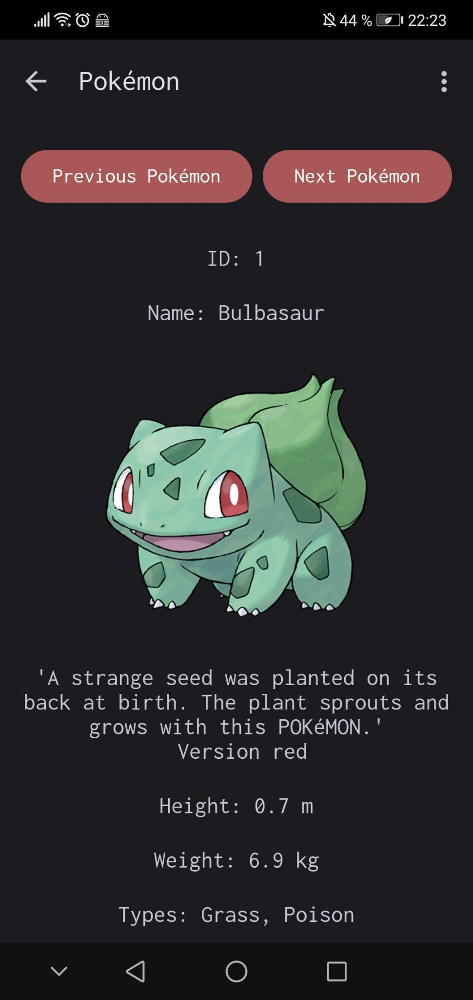 44 % 22:23
Pokémon
Previous Pokémon Next Pokémon
ID: 1
Name: Bulbasaur
'A strange seed was planted on its
back at birth. The plant sprouts and
grows with this POKéMON.'
Version red
Height: 0.7 m
Weight: 6.9 kg
Types: Grass, Poison